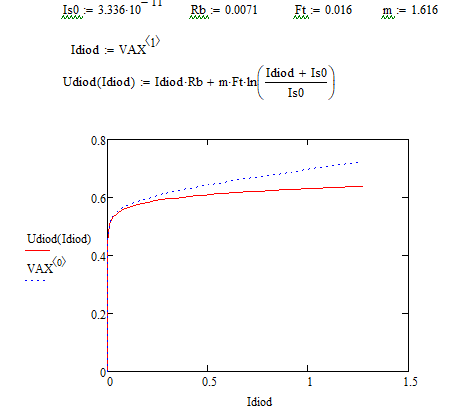 Is0 := 3.336·10^−11 Rb := 0.0071 Ft := 0.016 m := 1.616
Idiod := VAX^⟨1⟩
Udiod(Idiod) := Idiod·Rb + m·Ft·ln((Idiod + Is0)/Is0)
0.8
0.6
Udiod(Idiod)
0.4
VAX^⟨0⟩
0.2
0
0 0.5 1 1.5
Idiod